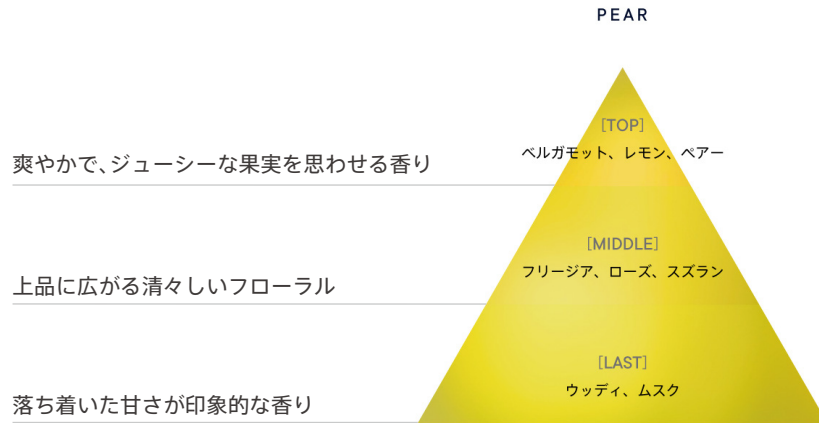 PEAR
[TOP]
ベルガモット、レモン、ペアー
爽やかで、ジューシーな果実を思わせる香り
[MIDDLE]
フリージア、ローズ、スズラン
上品に広がる清々しいフローラル
[LAST]
ウッディ、ムスク
落ち着いた甘さが印象的な香り